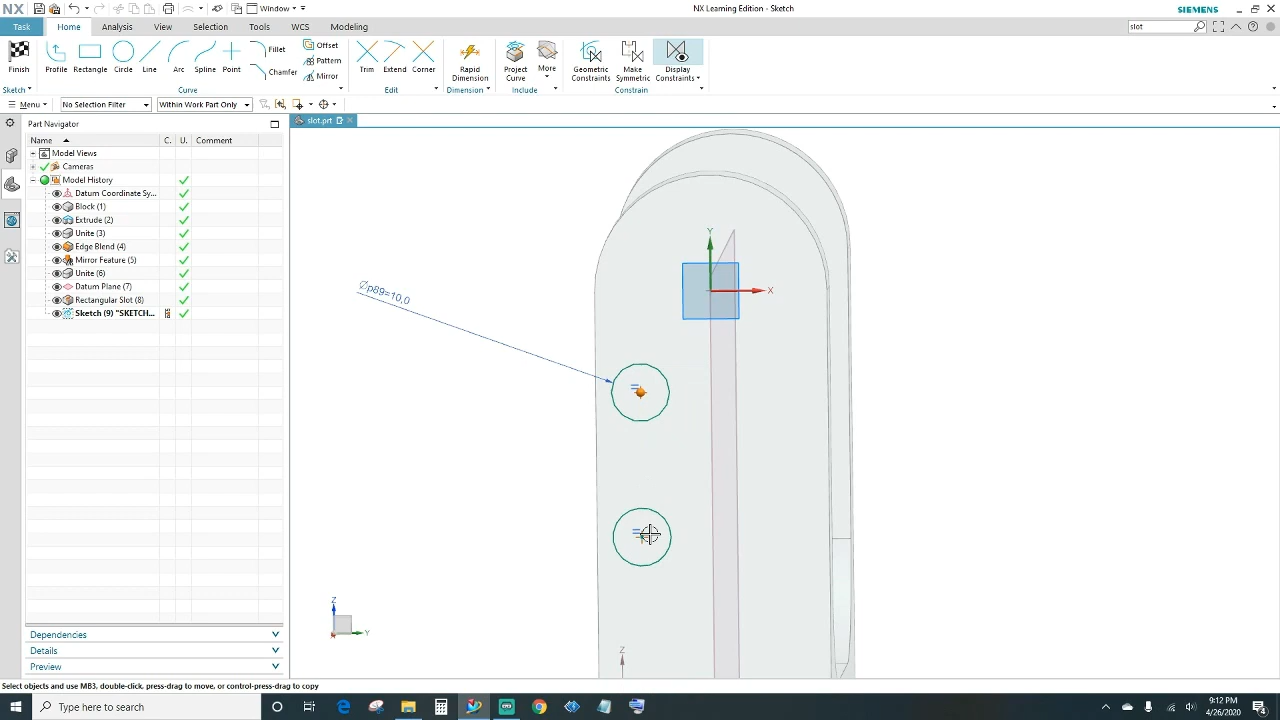 NX
Window
NX Learning Edition - Sketch
SIEMENS
Task
Home
Analysis
View
Selection
Tools
WCS
Modeling
slot
Finish
Profile
Rectangle
Circle
Line
Arc
Spline
Point
Fillet
Chamfer
Offset
Pattern
Mirror
Trim
Extend
Corner
Rapid
Dimension
Project
Curve
More
Geometric
Constraints
Make
Symmetric
Display
Constraints
Sketch
Curve
Edit
Dimension
Include
Constrain
Menu
No Selection Filter
Within Work Part Only
Part Navigator
slot.prt
Name
C.
U.
Comment
Model Views
Cameras
Model History
Datum Coordinate Sy...
Block (1)
Extrude (2)
Unite (3)
Edge Blend (4)
Mirror Feature (5)
Unite (6)
Datum Plane (7)
Rectangular Slot (8)
Sketch (9) "SKETCH...
Y
X
∅p89=10,0
Z
Y
Z
Dependencies
Details
Preview
Select objects and use MB3, double-click, press-drag to move, or control-press-drag to copy
Type here to search
9:12 PM
4/26/2020